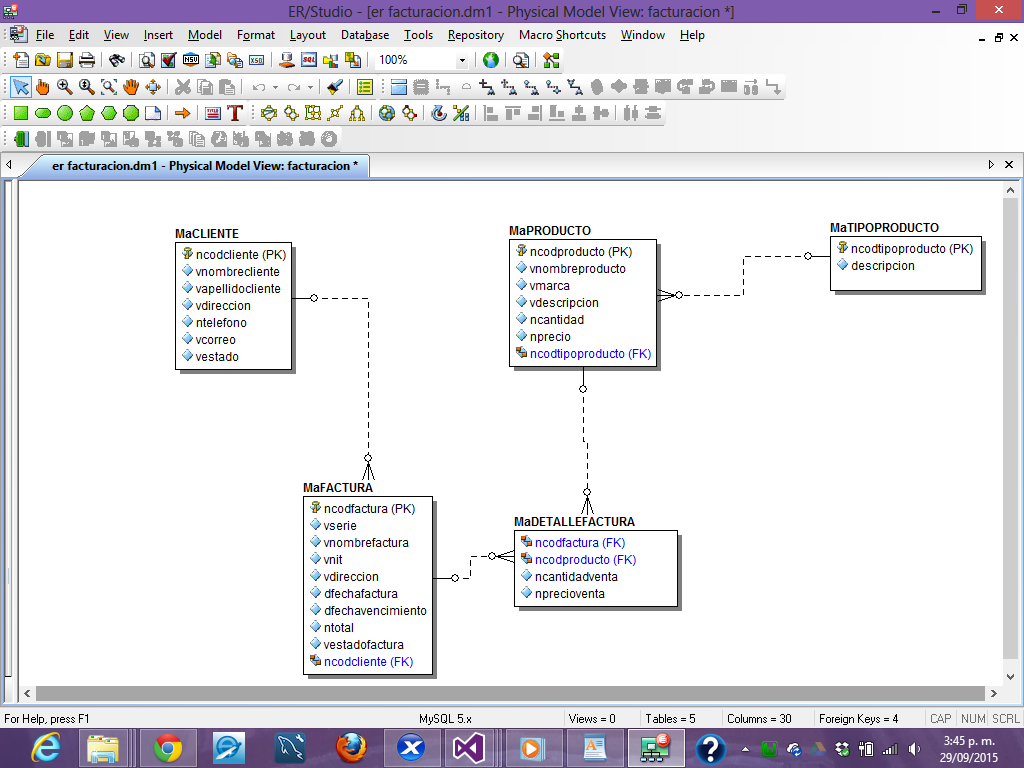 ER/Studio - [er facturacion.dm1 - Physical Model View: facturacion *]
File Edit View Insert Model Format Layout Database Tools Repository Macro Shortcuts Window Help
100%
er facturacion.dm1 - Physical Model View: facturacion *
MaCLIENTE
ncodcliente (PK)
vnombrecliente
vapellidocliente
vdireccion
ntelefono
vcorreo
vestado
MaPRODUCTO
ncodproducto (PK)
vnombreproducto
vmarca
vdescripcion
ncantidad
nprecio
ncodtipoproducto (FK)
MaTIPOPRODUCTO
ncodtipoproducto (PK)
descripcion
MaFACTURA
ncodfactura (PK)
vserie
vnombrefactura
vnit
vdireccion
dfechafactura
dfechavencimiento
ntotal
vestadofactura
ncodcliente (FK)
MaDETALLEFACTURA
ncodfactura (FK)
ncodproducto (FK)
ncantidadventa
nprecioventa
For Help, press F1 MySQL 5.x Views = 0 Tables = 5 Columns = 30 Foreign Keys = 4 CAP NUM SCRL
3:45 p. m.
29/09/2015